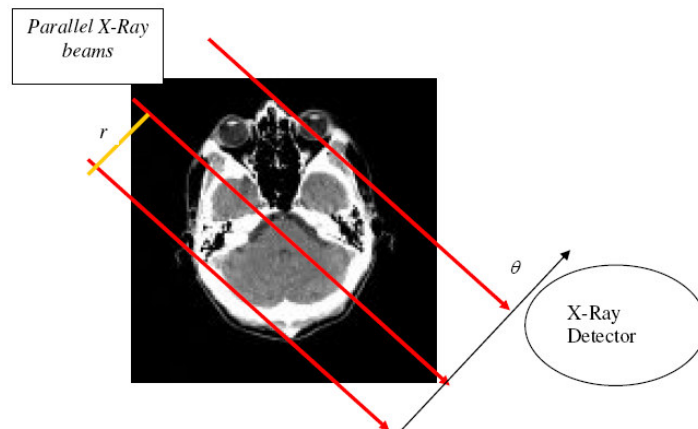 Parallel X-Ray
beams
r
θ
X-Ray
Detector